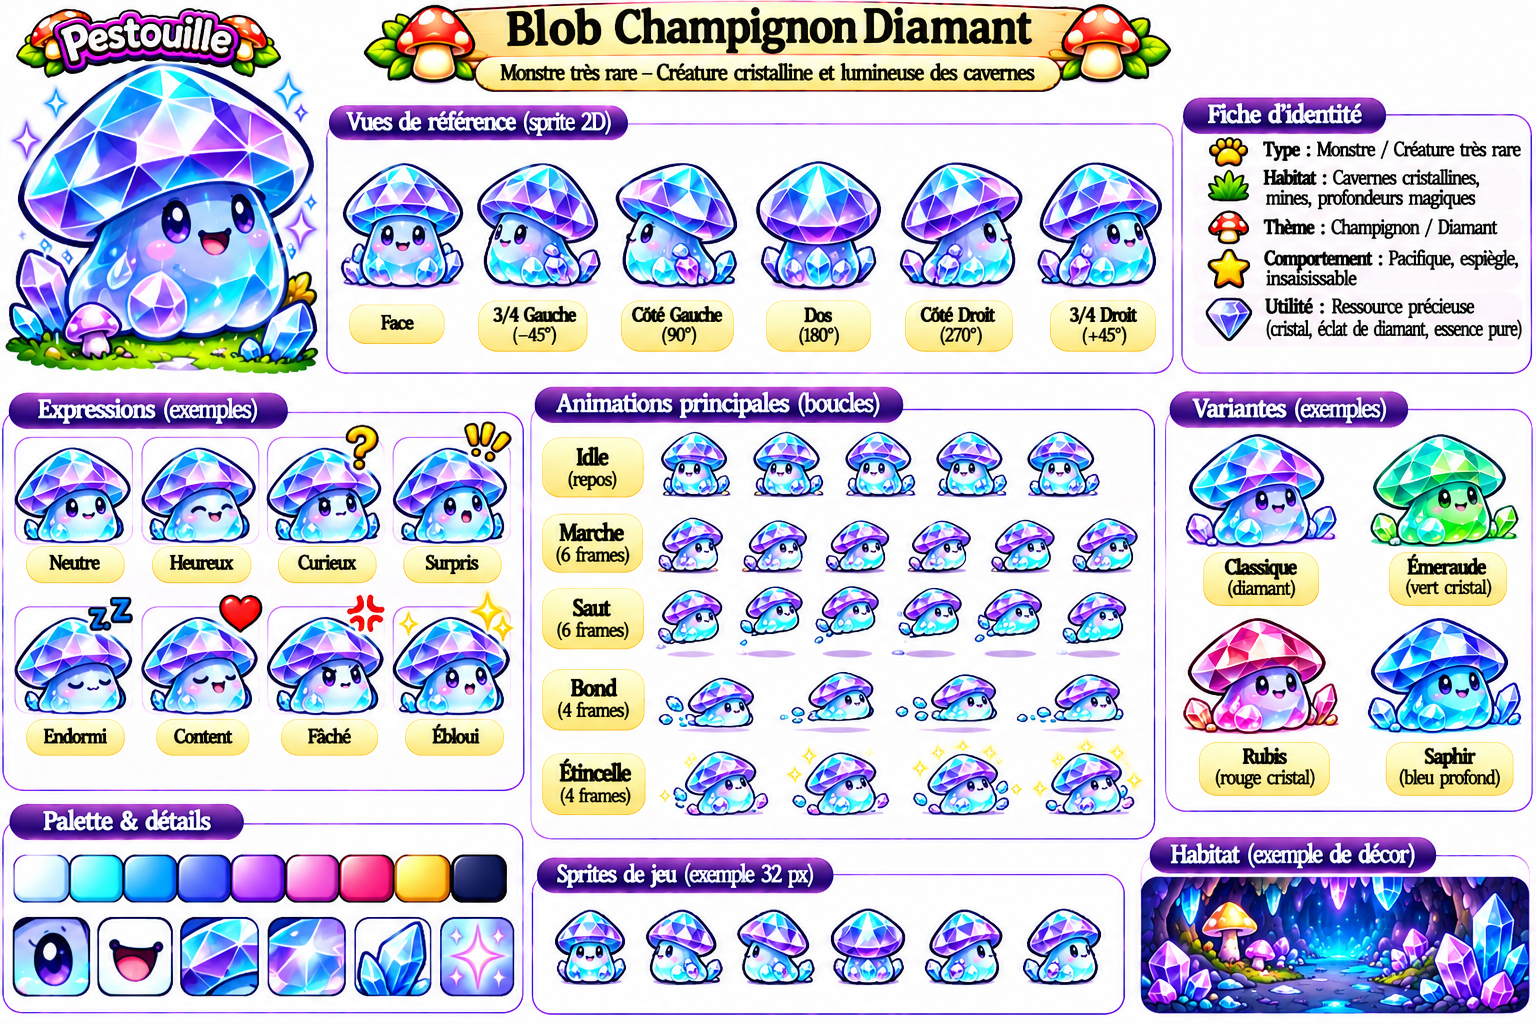 Pestouille
Blob Champignon Diamant
Monstre très rare – Créature cristalline et lumineuse des cavernes
Vues de référence (sprite 2D)
Face
3/4 Gauche
(−45°)
Côté Gauche
(90°)
Dos
(180°)
Côté Droit
(270°)
3/4 Droit
(+45°)
Fiche d'identité
Type : Monstre / Créature très rare
Habitat : Cavernes cristallines,
mines, profondeurs magiques
Thème : Champignon / Diamant
Comportement : Pacifique, espiègle,
insaisissable
Utilité : Ressource précieuse
(cristal, éclat de diamant, essence pure)
Expressions (exemples)
?
!!!
Neutre
Heureux
Curieux
Surpris
z.Z
Endormi
Content
Fâché
Ébloui
Animations principales (boucles)
Idle
(repos)
Marche
(6 frames)
Saut
(6 frames)
Bond
(4 frames)
Étincelle
(4 frames)
Variantes (exemples)
Classique
(diamant)
Émeraude
(vert cristal)
Rubis
(rouge cristal)
Saphir
(bleu profond)
Palette & détails
Sprites de jeu (exemple 32 px)
Habitat (exemple de décor)